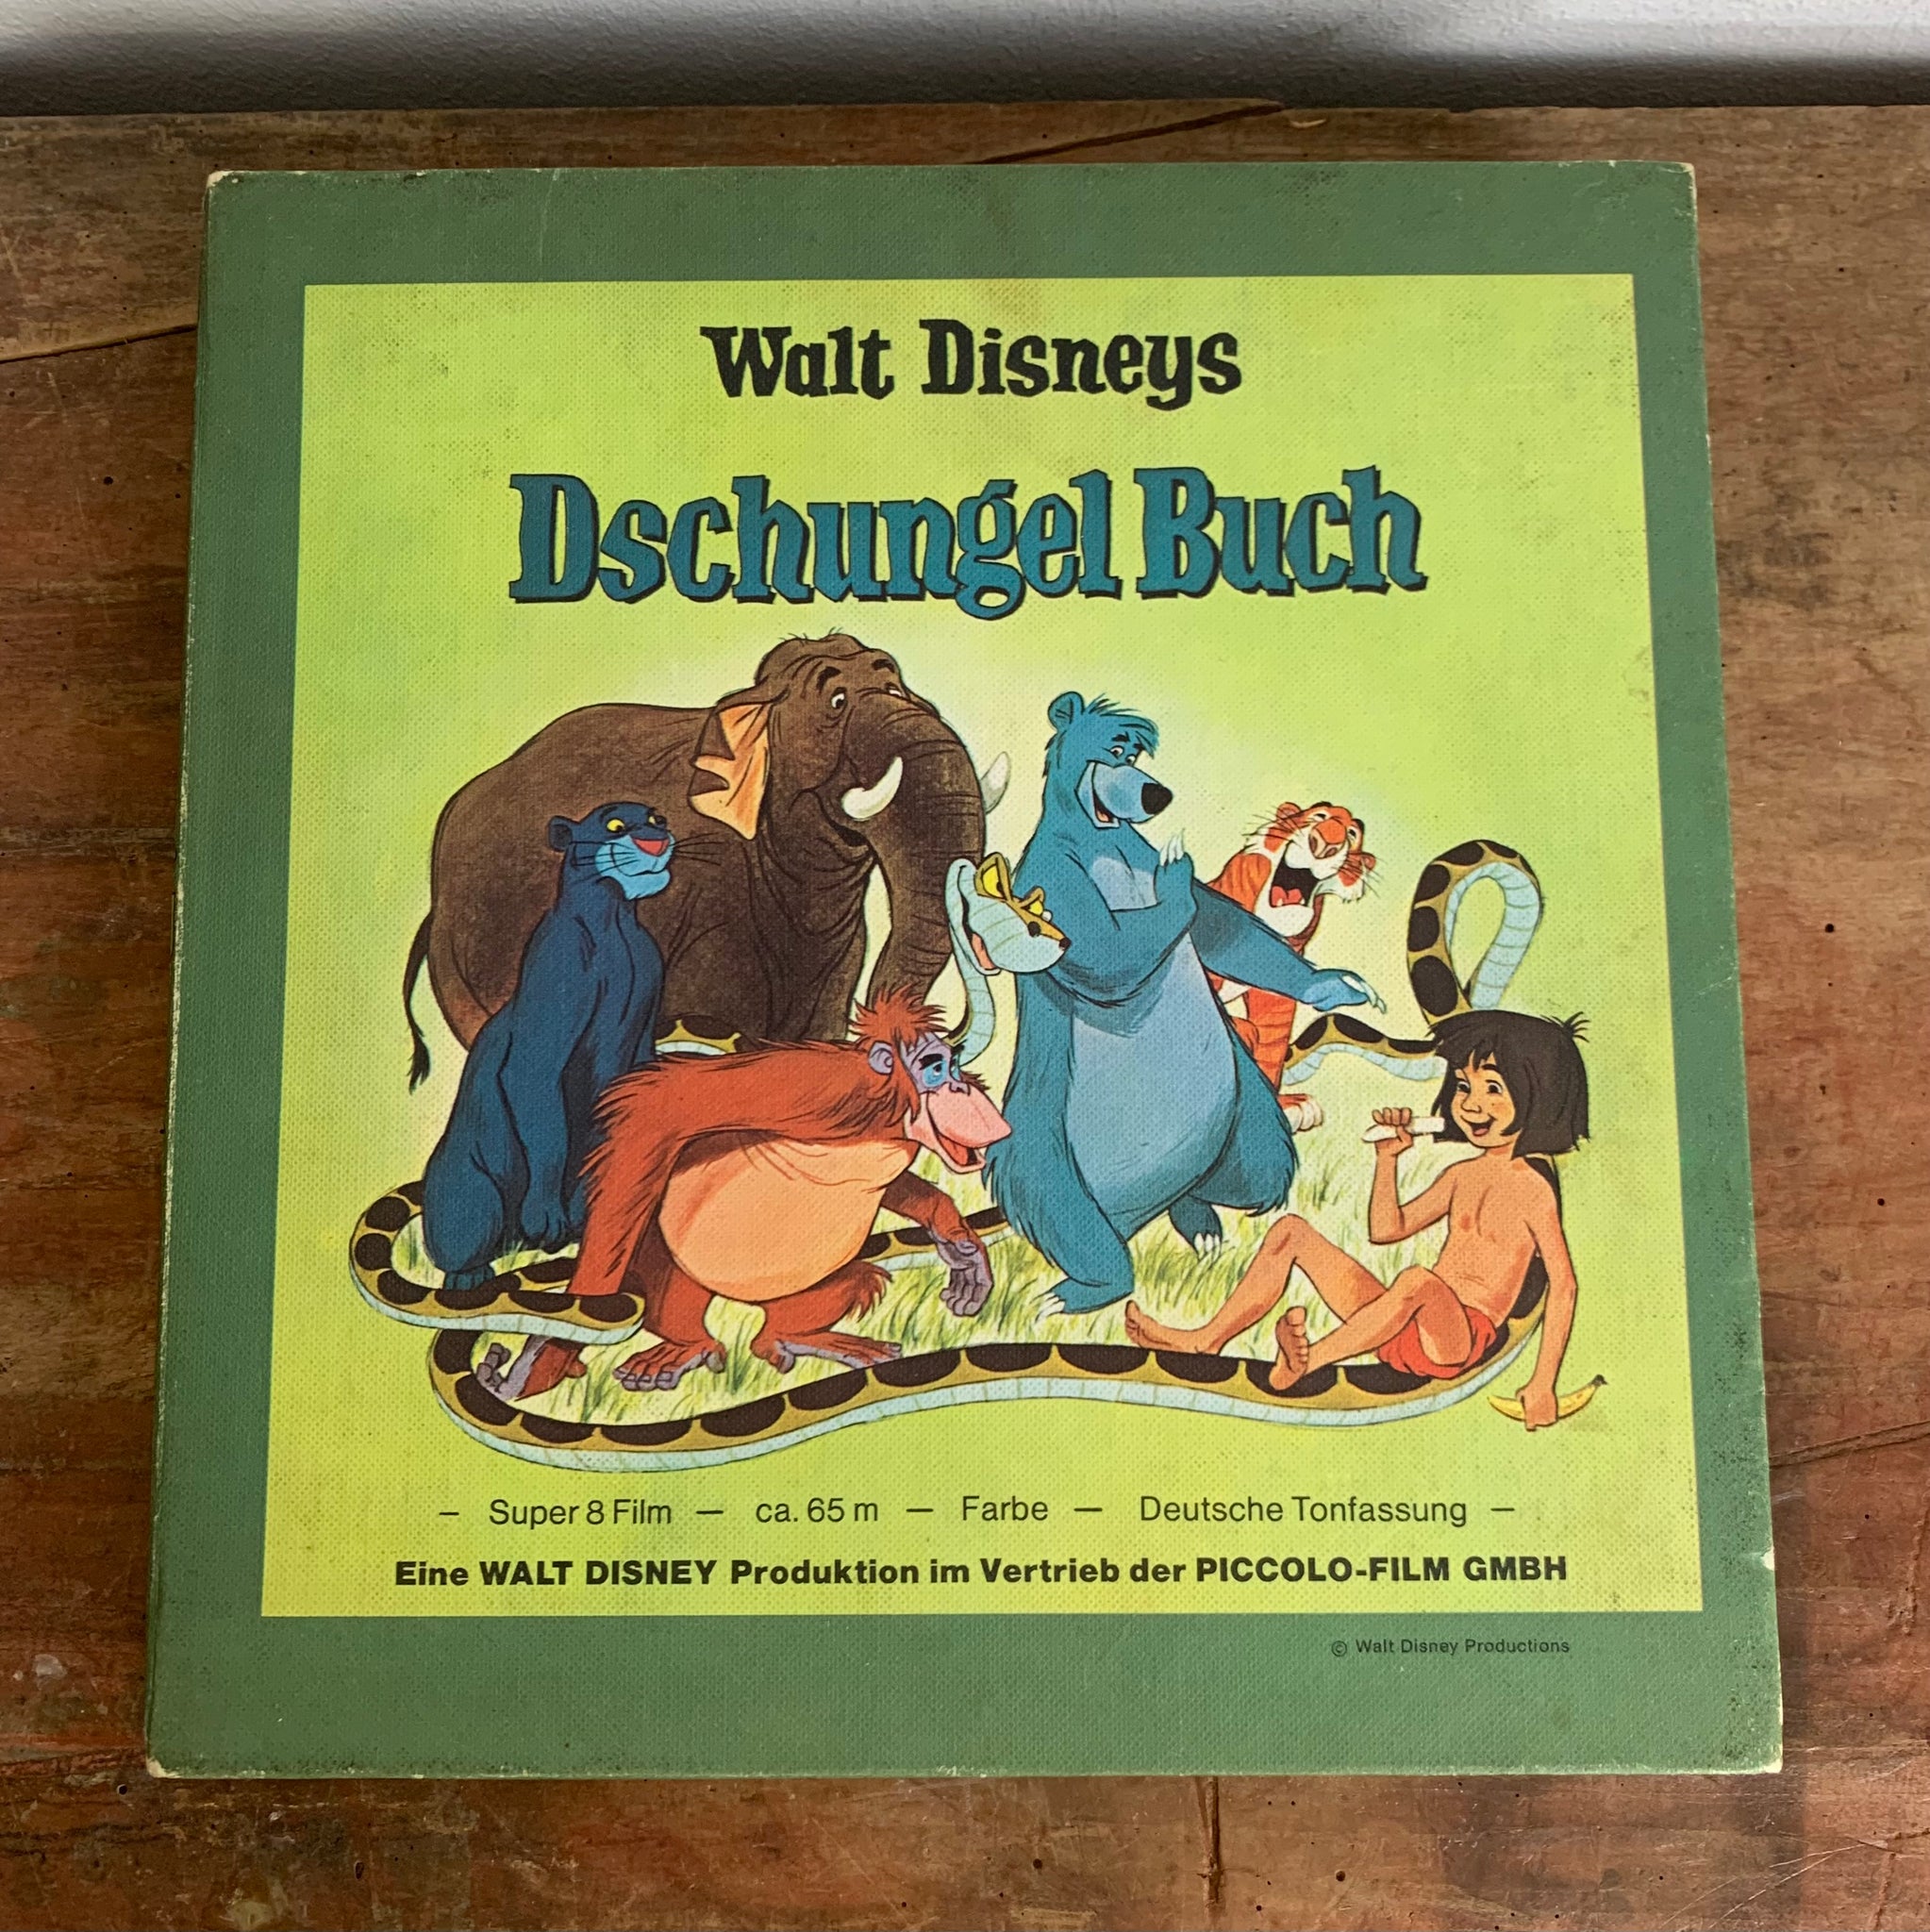 Walt Disneys
Dschungel Buch
– Super 8 Film – ca. 65 m – Farbe – Deutsche Tonfassung –
Eine WALT DISNEY Produktion im Vertrieb der PICCOLO-FILM GMBH
© Walt Disney Productions